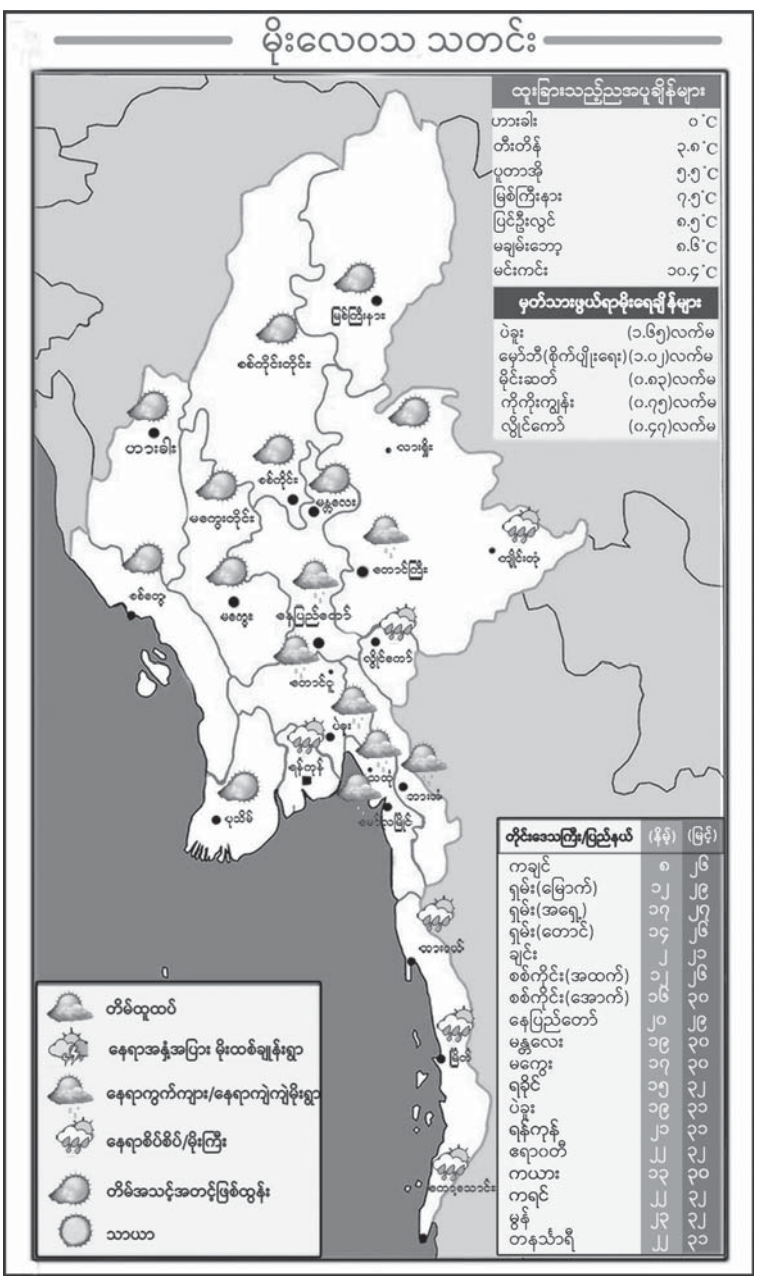 မိုးလေဝသ သတင်း
ထူးခြားသည့်ညအပူချိန်များ
ဟားခါး ၀°C
တီးတိန် ၃.၈°C
ပူတာအို ၅.၅°C
မြစ်ကြီးနား ၇.၅°C
ပြင်ဦးလွင် ၈.၅°C
မချမ်းဘော့ ၈.၆°C
မင်းကင်း ၁၀.၄°C
မှတ်သားဖွယ်ရာမိုးရေချိန်များ
ပဲခူး (၁.၆၅)လက်မ
မှော်ဘီ(စိုက်ပျိုးရေး)(၁.၀၂)လက်မ
မိုင်းဆတ် (၀.၈၃)လက်မ
ကိုကိုးကျွန်း (၀.၇၅)လက်မ
လွိုင်ကော် (၀.၄၇)လက်မ
မြစ်ကြီးနား
စစ်ကိုင်းတိုင်း
ဟားခါး
လားရှိုး
စစ်ကိုင်း
မန္တလေး
မကွေးတိုင်း
ကျိုင်းတုံ
တောင်ကြီး
စစ်တွေ
မကွေး
နေပြည်တော်
လွိုင်ကော်
တောင်ငူ
ပဲခူး
ရန်ကုန်
သထုံ
ဘားအံ
ပုသိမ်
မော်လမြိုင်
ထားဝယ်
မြိတ်
ကော့သောင်း
တိုင်းဒေသကြီး/ပြည်နယ် (နိမ့်) (မြင့်)
ကချင် ၈ ၂၆
ရှမ်း(မြောက်) ၁၂ ၂၉
ရှမ်း(အရှေ့) ၁၇ ၂၇
ရှမ်း(တောင်) ၁၄ ၂၆
ချင်း ၂ ၂၁
စစ်ကိုင်း(အထက်) ၁၂ ၂၆
စစ်ကိုင်း(အောက်) ၁၆ ၃၀
နေပြည်တော် ၂၀ ၂၉
မန္တလေး ၁၉ ၃၀
မကွေး ၁၇ ၃၀
ရခိုင် ၁၅ ၃၂
ပဲခူး ၁၉ ၃၁
ရန်ကုန် ၂၁ ၃၁
ဧရာဝတီ ၂၂ ၃၂
ကယား ၁၃ ၃၀
ကရင် ၂၂ ၃၂
မွန် ၂၃ ၃၂
တနင်္သာရီ ၂၂ ၃၁
တိမ်ထူထပ်
နေရာအနှံ့အပြား မိုးထစ်ချုန်းရွာ
နေရာကွက်ကျား/နေရာကျဲကျဲမိုးရွာ
နေရာစိပ်စိပ်/မိုးကြီး
တိမ်အသင့်အတင့်ဖြစ်ထွန်း
သာယာ